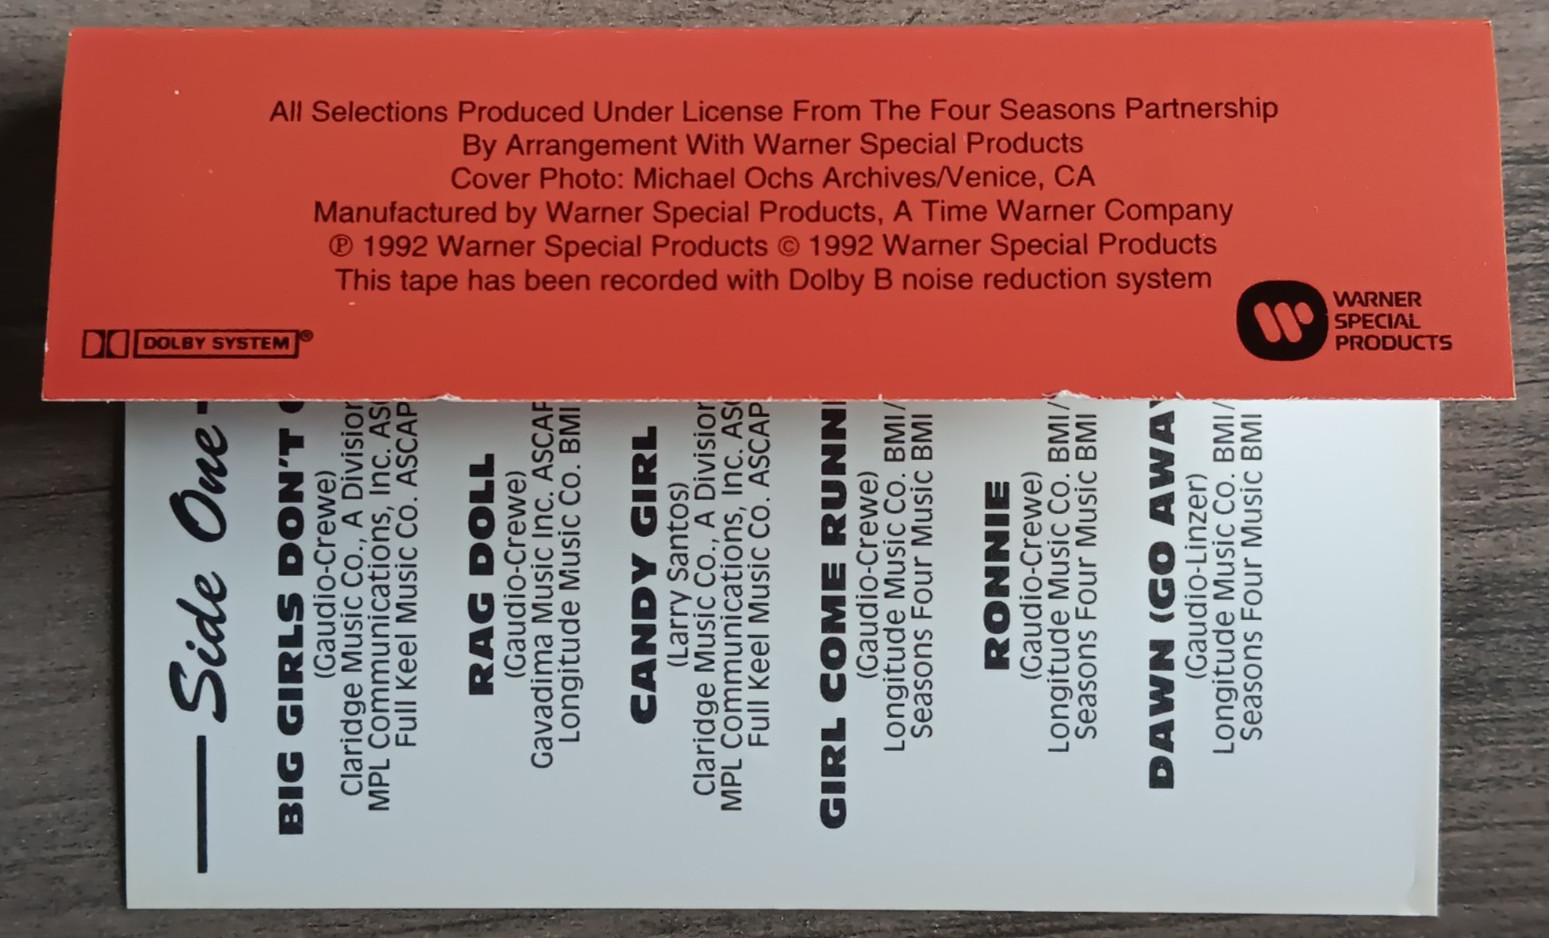 All Selections Produced Under License From The Four Seasons Partnership
By Arrangement With Warner Special Products
Cover Photo: Michael Ochs Archives/Venice, CA
Manufactured by Warner Special Products, A Time Warner Company
℗ 1992 Warner Special Products © 1992 Warner Special Products
This tape has been recorded with Dolby B noise reduction system
DOLBY SYSTEM®
WARNER
SPECIAL
PRODUCTS
Side One
BIG GIRLS DON'T
(Gaudio-Crewe)
Claridge Music Co., A Division
MPL Communications, Inc.
Full Keel Music Co. ASCAP
RAG DOLL
(Gaudio-Crewe)
Gavadima Music Inc. ASCAP
Longitude Music Co. BMI
CANDY GIRL
(Larry Santos)
Claridge Music Co., A Division
MPL Communications, Inc.
Full Keel Music Co. ASCAP
GIRL COME RUNN
(Gaudio-Crewe)
Longitude Music Co. BMI/
Seasons Four Music BMI
RONNIE
(Gaudio-Crewe)
Longitude Music Co. BMI/
Seasons Four Music BMI
DAWN (GO AWAY
(Gaudio-Linzer)
Longitude Music Co. BMI/
Seasons Four Music BMI